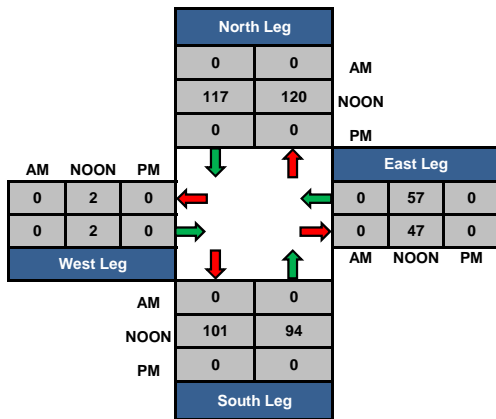 North Leg
0 0 AM
117 120 NOON
0 0 PM
AM NOON PM East Leg
0 2 0 0 57 0
0 2 0 0 47 0
West Leg AM NOON PM
AM 0 0
NOON 101 94
PM 0 0
South Leg